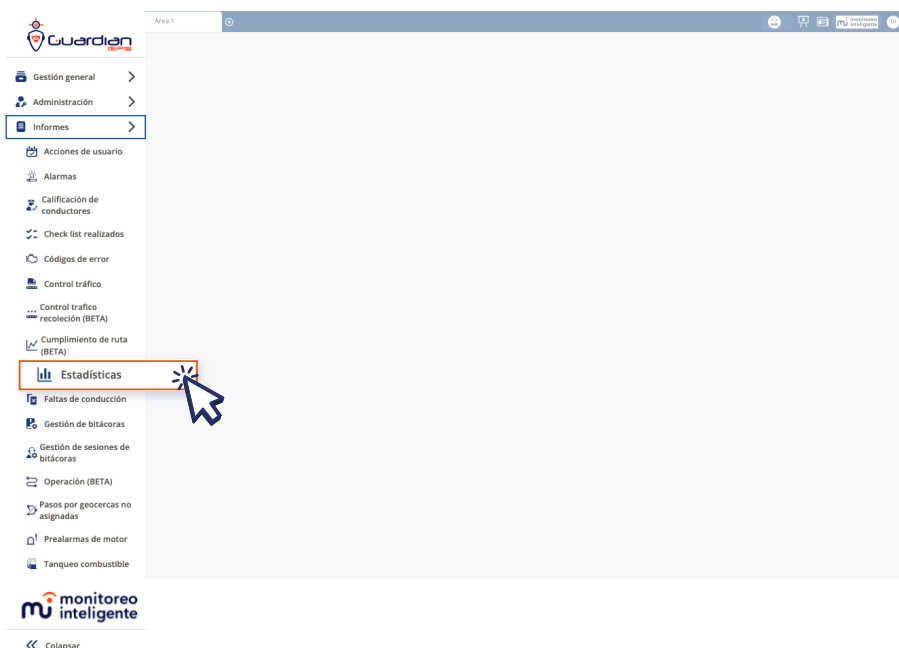 Área 1
monitoreo inteligente
DI
Guardian
GPS
Gestión general
Administración
Informes
Acciones de usuario
Alarmas
Calificación de
conductores
Check list realizados
Códigos de error
Control tráfico
Control trafico
recoleción (BETA)
Cumplimiento de ruta
(BETA)
Estadísticas
Faltas de conducción
Gestión de bitácoras
Gestión de sesiones de
bitácoras
Operación (BETA)
Pasos por geocercas no
asignadas
Prealarmas de motor
Tanqueo combustible
mi monitoreo
inteligente
Colapsar